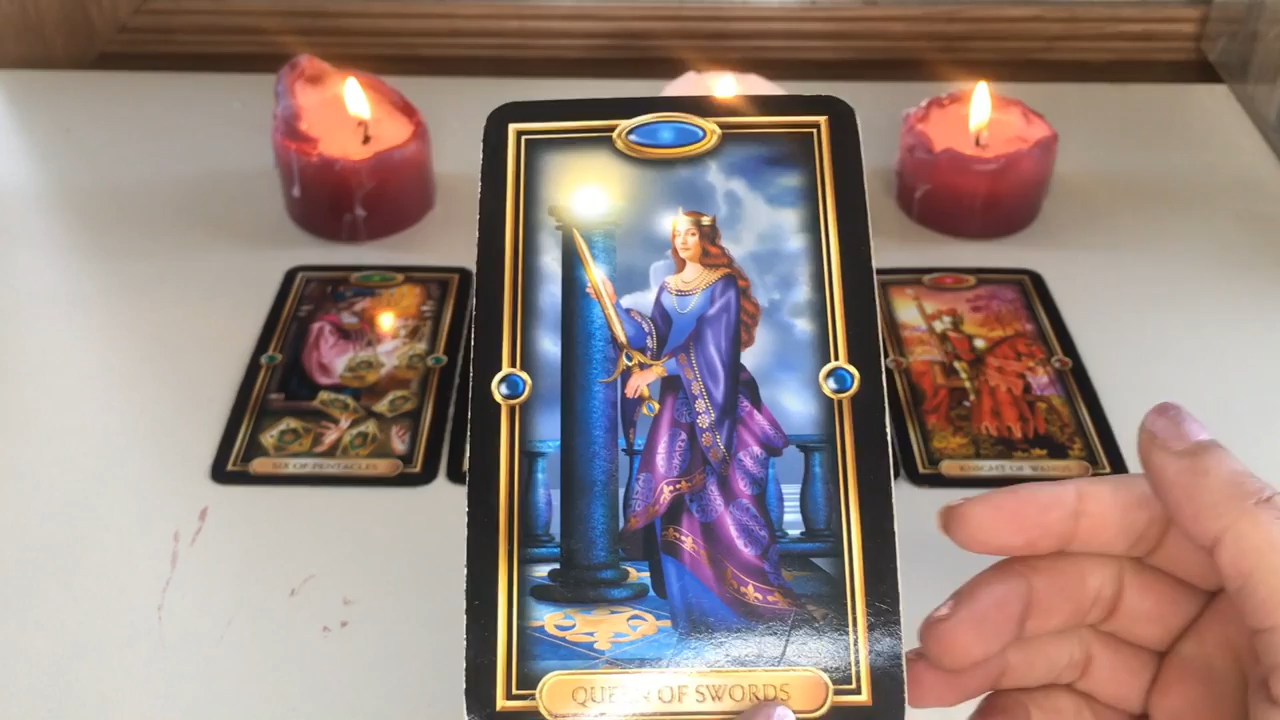 SIX OF PENTACLES
KNIGHT OF WANDS
QUEEN OF SWORDS